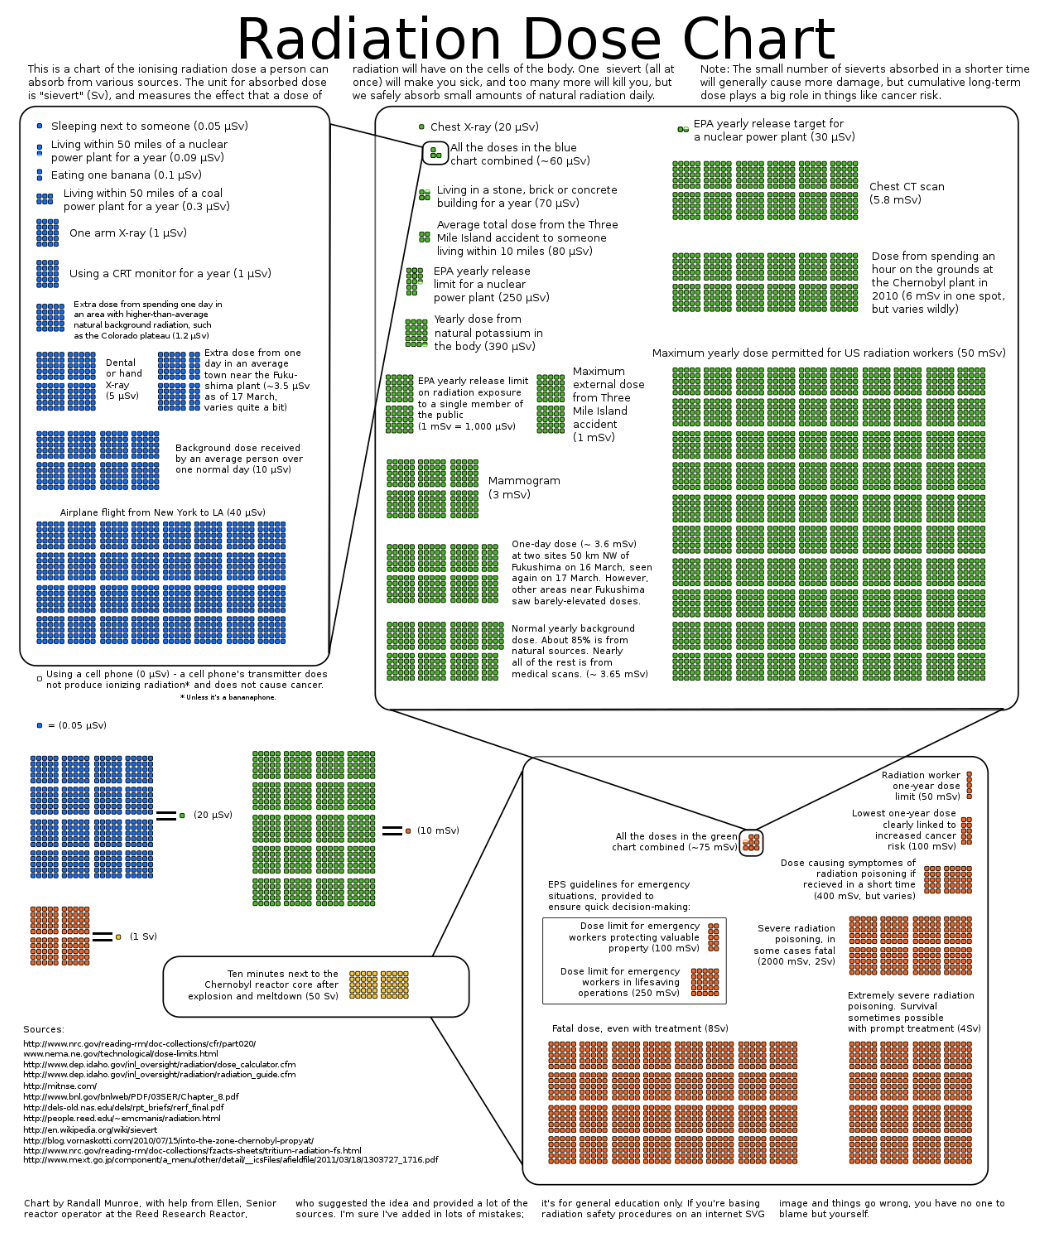 Radiation Dose Chart
This is a chart of the ionising radiation dose a person can
absorb from various sources. The unit for absorbed dose
is "sievert" (Sv), and measures the effect that a dose of
radiation will have on the cells of the body. One sievert (all at
once) will make you sick, and too many more will kill you, but
we safely absorb small amounts of natural radiation daily.
Note: The small number of sieverts absorbed in a shorter time
will generally cause more damage, but cumulative long-term
dose plays a big role in things like cancer risk.
Sleeping next to someone (0.05 µSv)
Living within 50 miles of a nuclear
power plant for a year (0.09 µSv)
Eating one banana (0.1 µSv)
Living within 50 miles of a coal
power plant for a year (0.3 µSv)
One arm X-ray (1 µSv)
Using a CRT monitor for a year (1 µSv)
Extra dose from spending one day in
an area with higher-than-average
natural background radiation, such
as the Colorado plateau (1.2 µSv)
Dental
or hand
X-ray
(5 µSv)
Extra dose from one
day in an average
town near the Fuku-
shima plant (~3.5 µSv
as of 17 March,
varies quite a bit)
Background dose received
by an average person over
one normal day (10 µSv)
Airplane flight from New York to LA (40 µSv)
Using a cell phone (0 µSv) - a cell phone's transmitter does
not produce ionizing radiation* and does not cause cancer.
* Unless it's a bananaphone.
Chest X-ray (20 µSv)
All the doses in the blue
chart combined (~60 µSv)
Living in a stone, brick or concrete
building for a year (70 µSv)
Average total dose from the Three
Mile Island accident to someone
living within 10 miles (80 µSv)
EPA yearly release
limit for a nuclear
power plant (250 µSv)
Yearly dose from
natural potassium in
the body (390 µSv)
EPA yearly release limit
on radiation exposure
to a single member of
the public
(1 mSv = 1,000 µSv)
Maximum
external dose
from Three
Mile Island
accident
(1 mSv)
Mammogram
(3 mSv)
One-day dose (~ 3.6 mSv)
at two sites 50 km NW of
Fukushima on 16 March, seen
again on 17 March. However,
other areas near Fukushima
saw barely-elevated doses.
Normal yearly background
dose. About 85% is from
natural sources. Nearly
all of the rest is from
medical scans. (~ 3.65 mSv)
EPA yearly release target for
a nuclear power plant (30 µSv)
Chest CT scan
(5.8 mSv)
Dose from spending an
hour on the grounds at
the Chernobyl plant in
2010 (6 mSv in one spot,
but varies wildly)
Maximum yearly dose permitted for US radiation workers (50 mSv)
= (0.05 µSv)
(20 µSv)
(10 mSv)
(1 Sv)
Ten minutes next to the
Chernobyl reactor core after
explosion and meltdown (50 Sv)
Radiation worker
one-year dose
limit (50 mSv)
Lowest one-year dose
clearly linked to
increased cancer
risk (100 mSv)
All the doses in the green
chart combined (~75 mSv)
Dose causing symptomes of
radiation poisoning if
recieved in a short time
(400 mSv, but varies)
EPS guidelines for emergency
situations, provided to
ensure quick decision-making:
Dose limit for emergency
workers protecting valuable
property (100 mSv)
Dose limit for emergency
workers in lifesaving
operations (250 mSv)
Severe radiation
poisoning, in
some cases fatal
(2000 mSv, 2Sv)
Extremely severe radiation
poisoning. Survival
sometimes possible
with prompt treatment (4Sv)
Fatal dose, even with treatment (8Sv)
Sources:
http://www.nrc.gov/reading-rm/doc-collections/cfr/part020/
www.nema.ne.gov/technological/dose-limits.html
http://www.dep.idaho.gov/inl_oversight/radiation/dose_calculator.cfm
http://www.dep.idaho.gov/inl_oversight/radiation/radiation_guide.cfm
http://mitnse.com/
http://www.bnl.gov/bnlweb/PDF/03SER/Chapter_8.pdf
http://dels-old.nas.edu/dels/rpt_briefs/rerf_final.pdf
http://people.reed.edu/~emcmanis/radiation.html
http://en.wikipedia.org/wiki/sievert
http://blog.vornaskotti.com/2010/07/15/into-the-zone-chernobyl-propyat/
http://www.nrc.gov/reading-rm/doc-collections/fzacts-sheets/tritium-radiation-fs.html
http://www.mext.go.jp/component/a_menu/other/detail/__icsFiles/afieldfile/2011/03/18/1303727_1716.pdf
Chart by Randall Munroe, with help from Ellen, Senior
reactor operator at the Reed Research Reactor,
who suggested the idea and provided a lot of the
sources. I'm sure I've added in lots of mistakes;
it's for general education only. If you're basing
radiation safety procedures on an internet SVG
image and things go wrong, you have no one to
blame but yourself.